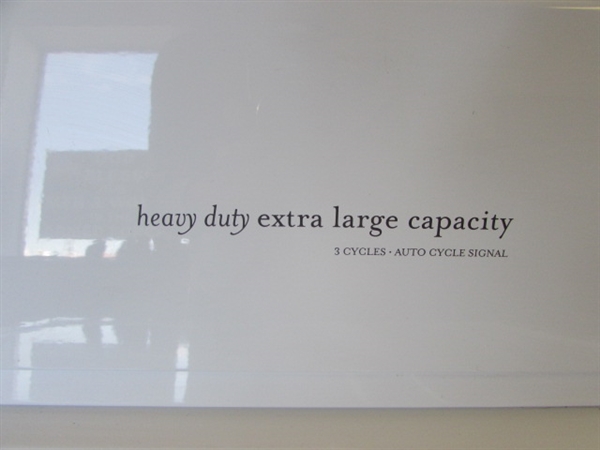 heavy duty extra large capacity
3 CYCLES · AUTO CYCLE SIGNAL